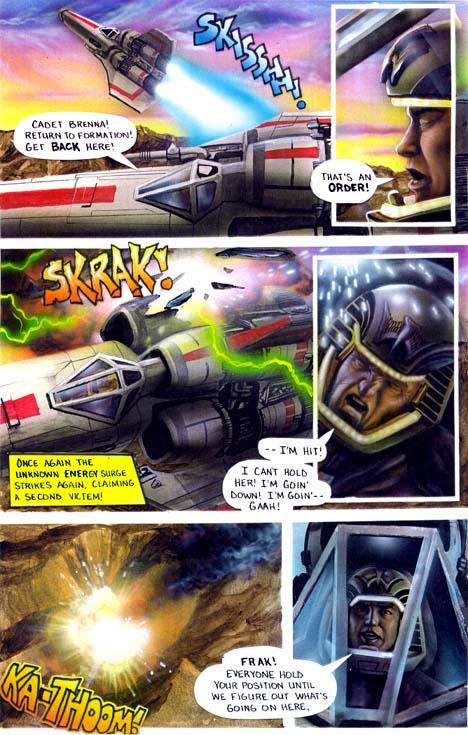 SKISSHH!
CADET BRENNA!
RETURN TO FORMATION!
GET BACK HERE!
THAT'S AN
ORDER!
SKRAK!
-- I'M HIT!
I CAN'T HOLD
HER! I'M GOIN'
DOWN! I'M GOIN'--
GAAH!
ONCE AGAIN THE
UNKNOWN ENERGY SURGE
STRIKES AGAIN, CLAIMING
A SECOND VICTEM!
KA-THOOM!
FRAK!
EVERYONE HOLD
YOUR POSITION UNTIL
WE FIGURE OUT WHAT'S
GOING ON HERE.